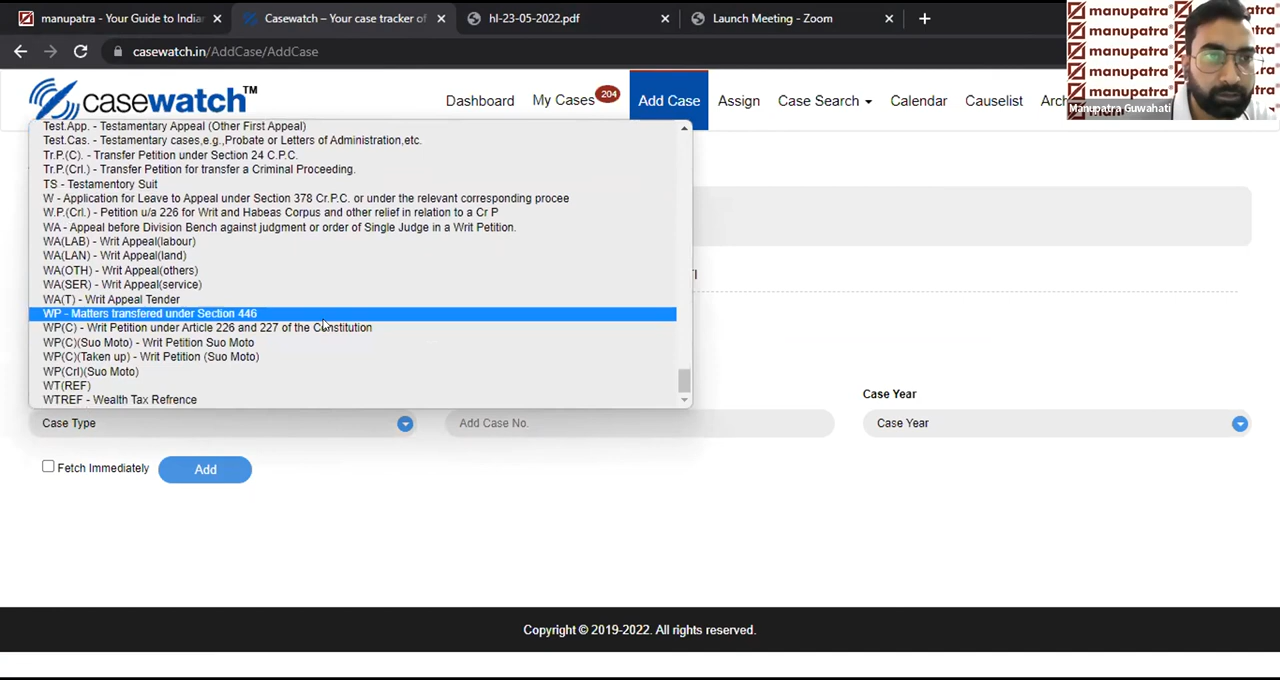 manupatra - Your Guide to India
Casewatch – Your case tracker of
hl-23-05-2022.pdf
Launch Meeting - Zoom
casewatch.in/AddCase/AddCase
casewatch TM
Dashboard
My Cases 204
Add Case
Assign
Case Search
Calendar
Causelist
Arch
manupatra®
manupatra®
manupatra®
manupatra®
manupatra®
manupatra®
Manupatra Guwahati
Test.App. - Testamentary Appeal (Other First Appeal)
Test.Cas. - Testamentary cases,e.g.,Probate or Letters of Administration,etc.
Tr.P.(C). - Transfer Petition under Section 24 C.P.C.
Tr.P.(Crl.) - Transfer Petition for transfer a Criminal Proceeding.
TS - Testamentory Suit
W - Application for Leave to Appeal under Section 378 Cr.P.C. or under the relevant corresponding procee
W.P.(Crl.) - Petition u/a 226 for Writ and Habeas Corpus and other relief in relation to a Cr P
WA - Appeal before Division Bench against judgment or order of Single Judge in a Writ Petition.
WA(LAB) - Writ Appeal(labour)
WA(LAN) - Writ Appeal(land)
WA(OTH) - Writ Appeal(others)
WA(SER) - Writ Appeal(service)
WA(T) - Writ Appeal Tender
WP - Matters transfered under Section 446
WP(C) - Writ Petition under Article 226 and 227 of the Constitution
WP(C)(Suo Moto) - Writ Petition Suo Moto
WP(C)(Taken up) - Writ Petition (Suo Moto)
WP(Crl)(Suo Moto)
WT(REF)
WTREF - Wealth Tax Refrence
Case Year
Case Type
Add Case No.
Case Year
Fetch Immediately
Add
Copyright © 2019-2022. All rights reserved.